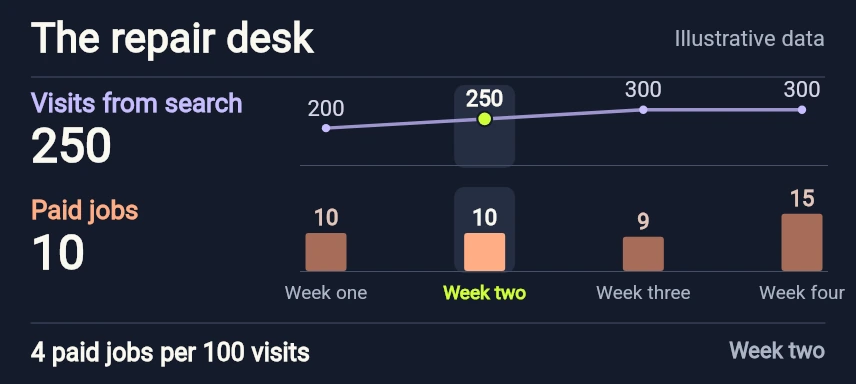 The repair desk
Illustrative data
Visits from search
250
200
250
300
300
Paid jobs
10
10
10
9
15
Week one
Week two
Week three
Week four
4 paid jobs per 100 visits
Week two